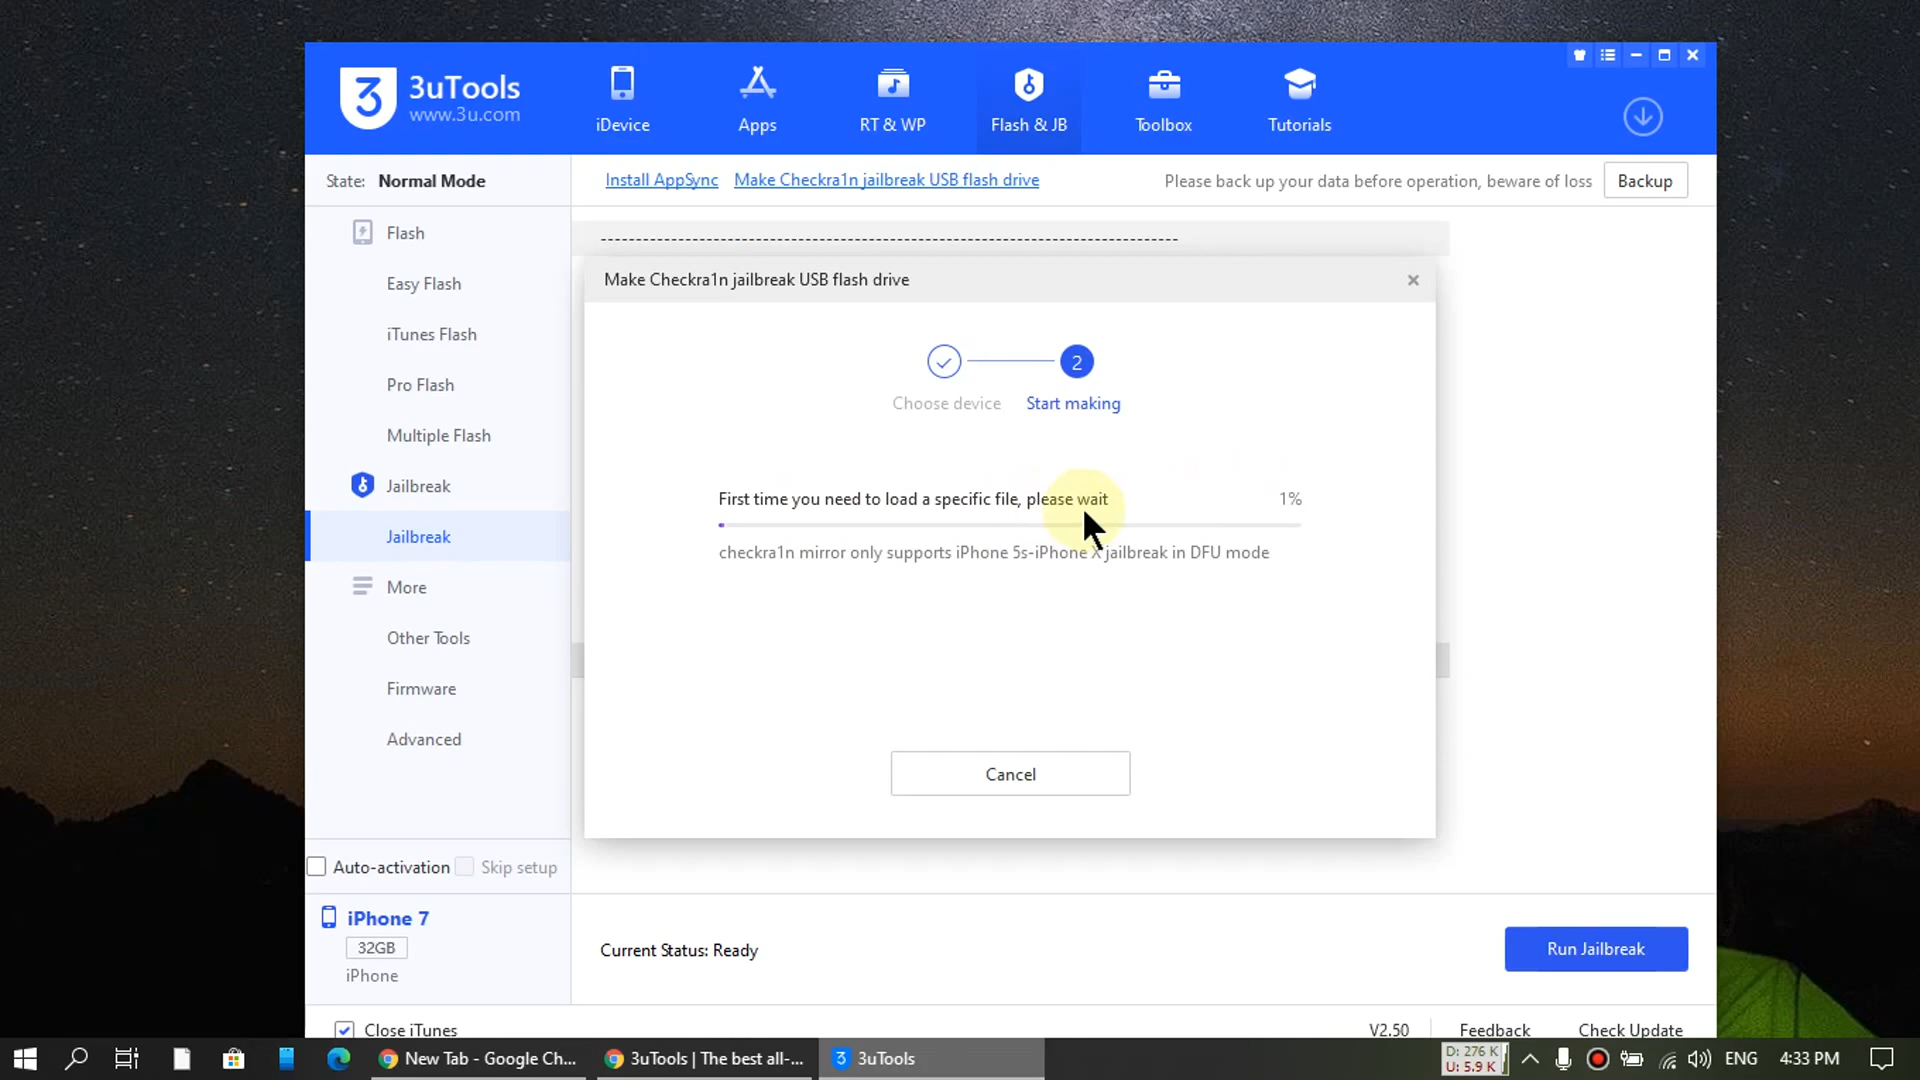 3uTools
www.3u.com
iDevice
Apps
RT & WP
Flash & JB
Toolbox
Tutorials
State: Normal Mode
Install AppSync
Make Checkra1n jailbreak USB flash drive
Please back up your data before operation, beware of loss
Backup
Flash
Easy Flash
iTunes Flash
Pro Flash
Multiple Flash
Jailbreak
Jailbreak
More
Other Tools
Firmware
Advanced
--------------------------------------------------------------------------------
Make Checkra1n jailbreak USB flash drive
2
Choose device
Start making
First time you need to load a specific file, please wait
1%
checkra1n mirror only supports iPhone 5s-iPhone X jailbreak in DFU mode
Cancel
Auto-activation
Skip setup
iPhone 7
32GB
iPhone
Current Status: Ready
Run Jailbreak
Close iTunes
V2.50
Feedback
Check Update
New Tab - Google Ch...
3uTools | The best all-...
3uTools
D: 276 K
U: 5.9 K
ENG
4:33 PM